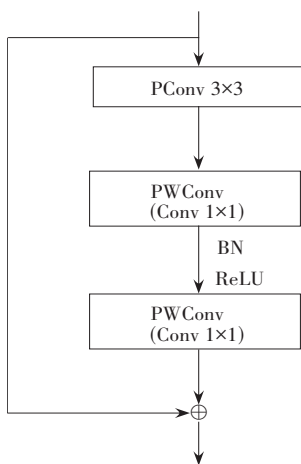 PConv 3×3
PWConv
(Conv 1×1)
BN
ReLU
PWConv
(Conv 1×1)